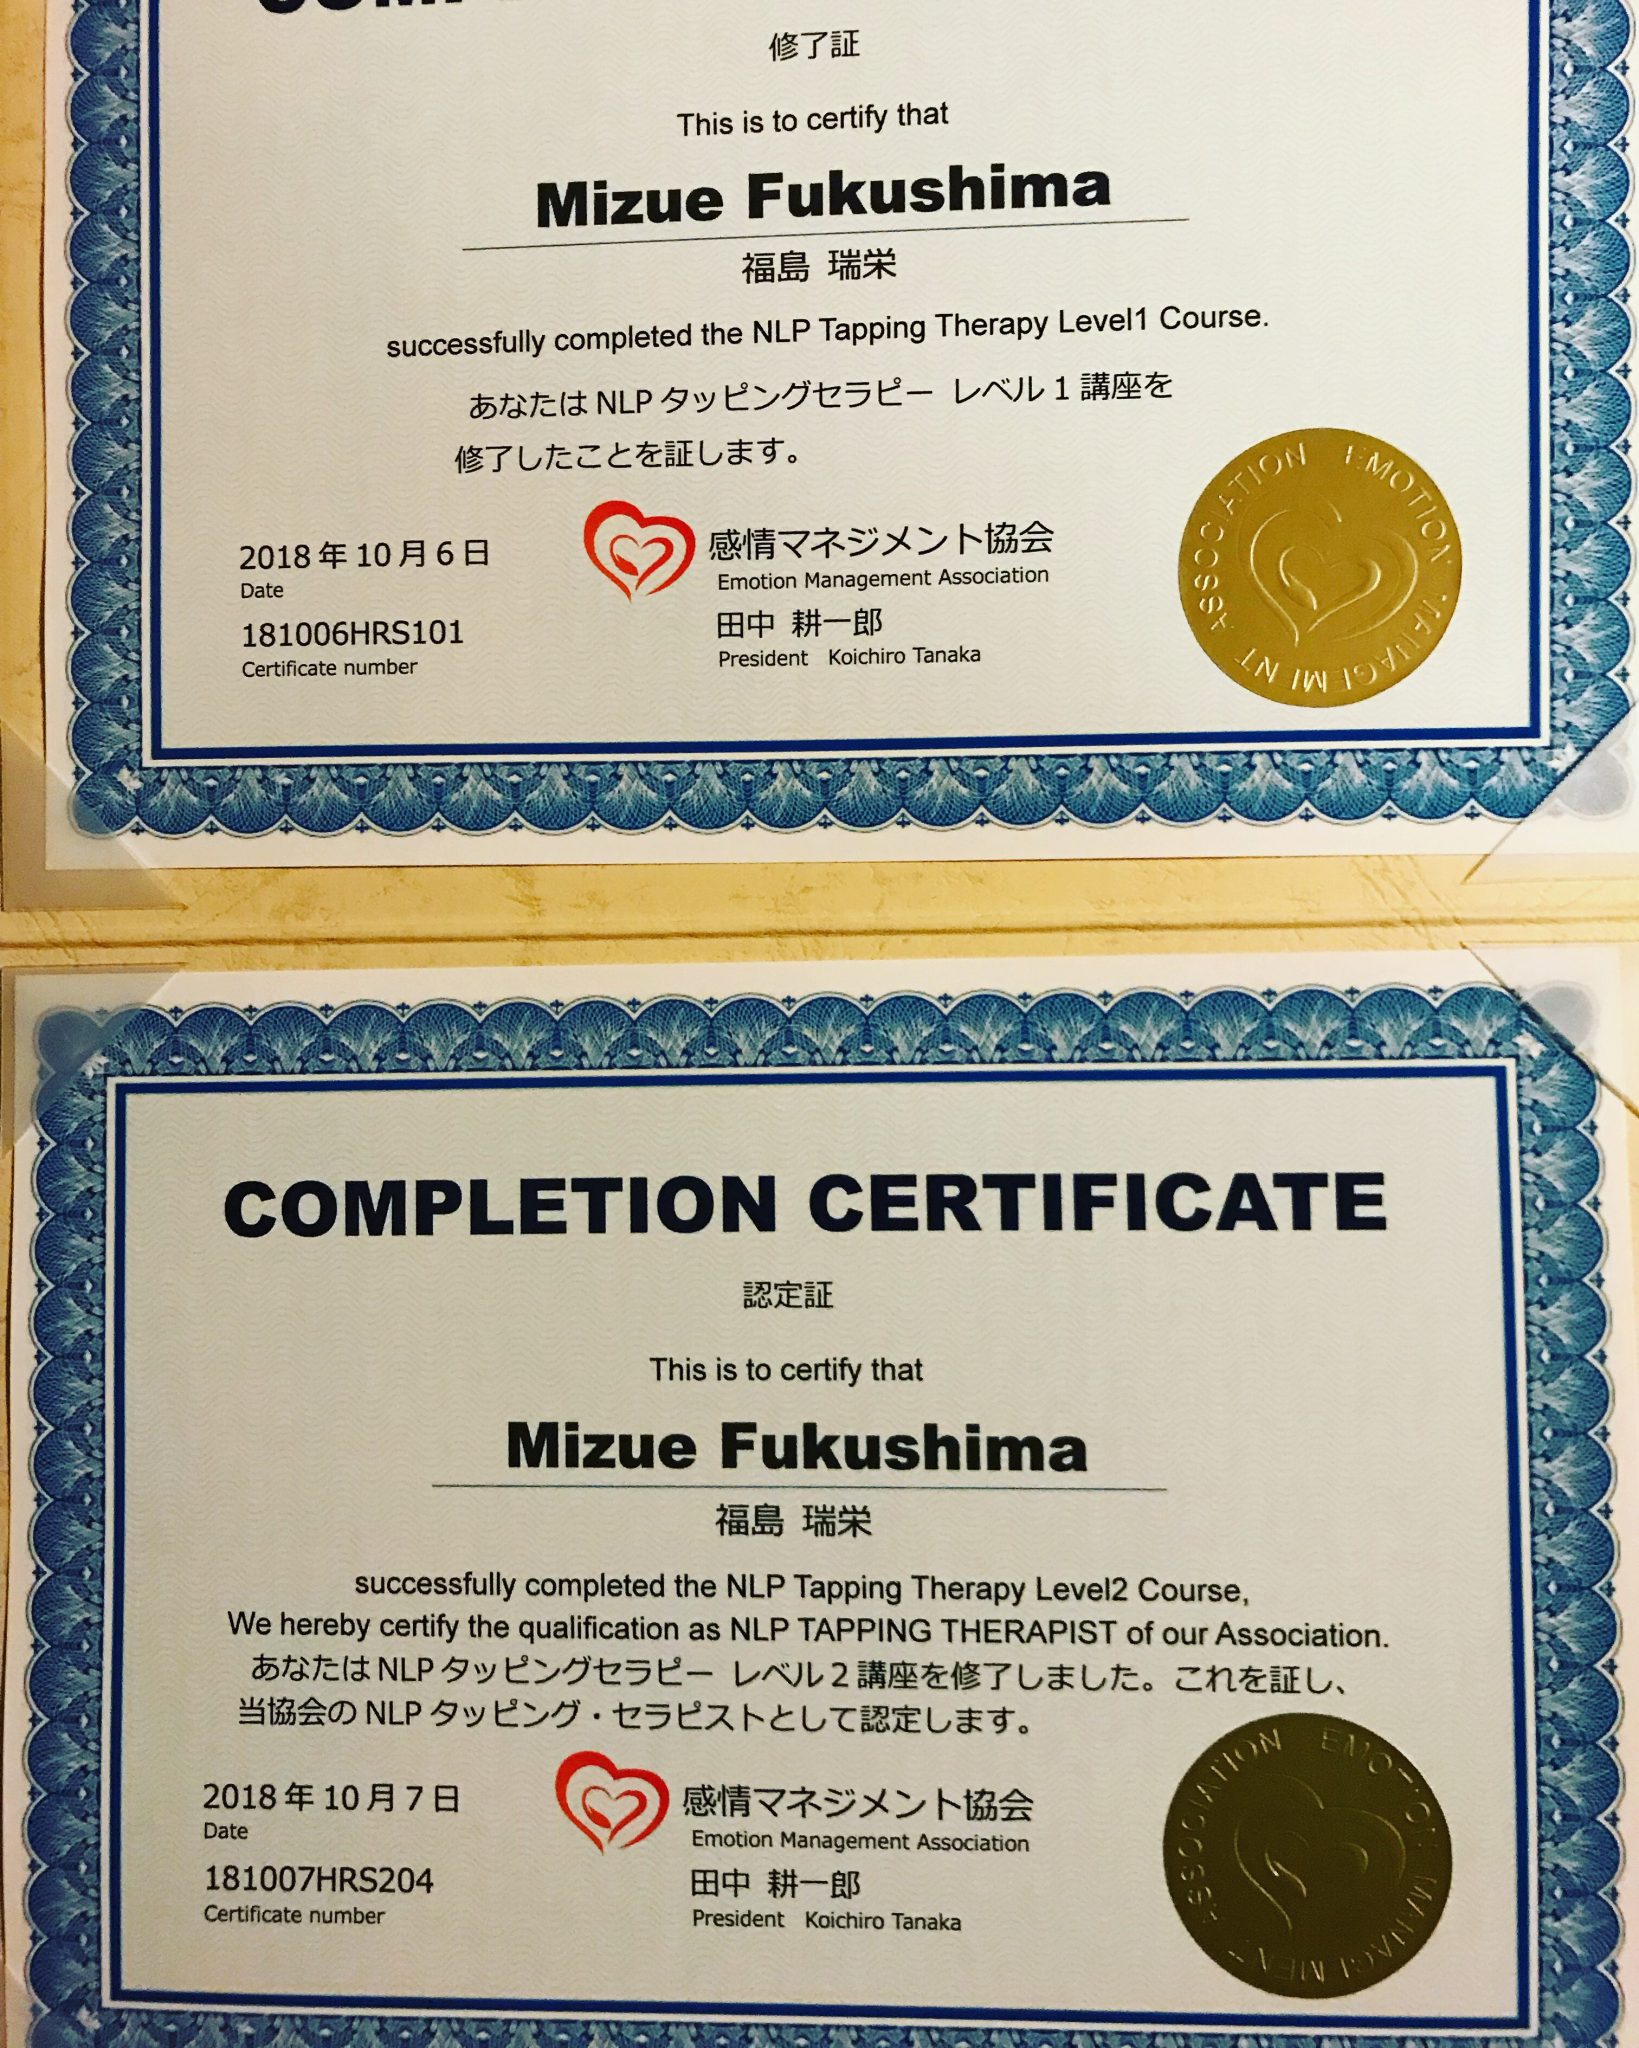 修了証
This is to certify that
Mizue Fukushima
福島 瑞栄
successfully completed the NLP Tapping Therapy Level1 Course.
あなたは NLP タッピングセラピー レベル 1 講座を
修了したことを証します。
2018 年 10 月 6 日
Date
181006HRS101
Certificate number
感情マネジメント協会
Emotion Management Association
田中 耕一郎
President Koichiro Tanaka
EMOTION MANAGEMENT ASSOCIATION
COMPLETION CERTIFICATE
認定証
This is to certify that
Mizue Fukushima
福島 瑞栄
successfully completed the NLP Tapping Therapy Level2 Course,
We hereby certify the qualification as NLP TAPPING THERAPIST of our Association.
あなたは NLP タッピングセラピー レベル 2 講座を修了しました。これを証し、
当協会の NLP タッピング・セラピストとして認定します。
2018 年 10 月 7 日
Date
181007HRS204
Certificate number
感情マネジメント協会
Emotion Management Association
田中 耕一郎
President Koichiro Tanaka
EMOTION MANAGEMENT ASSOCIATION